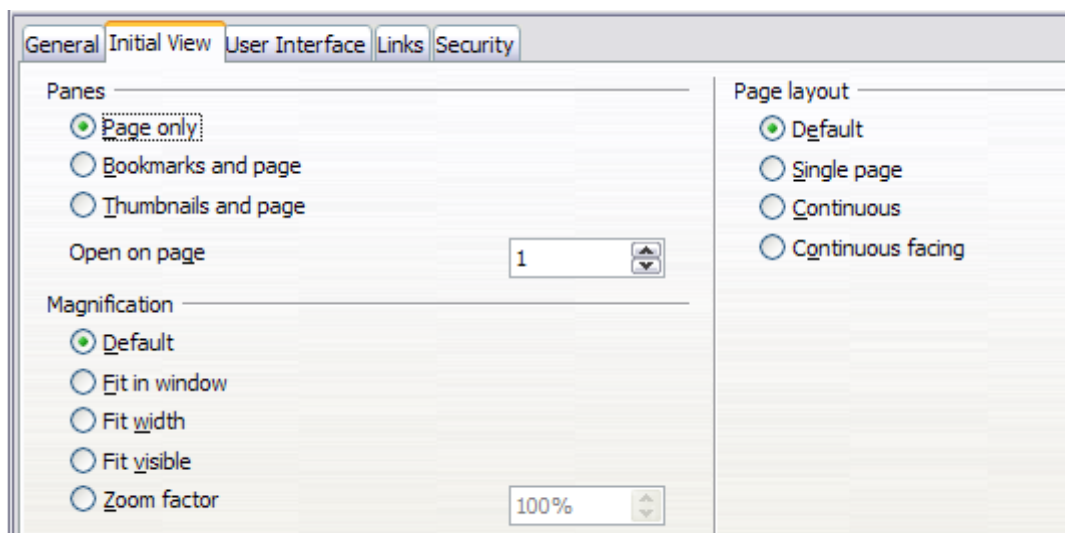 General Initial View User Interface Links Security
Panes
Page only
Bookmarks and page
Thumbnails and page
Open on page 1
Magnification
Default
Fit in window
Fit width
Fit visible
Zoom factor 100%
Page layout
Default
Single page
Continuous
Continuous facing